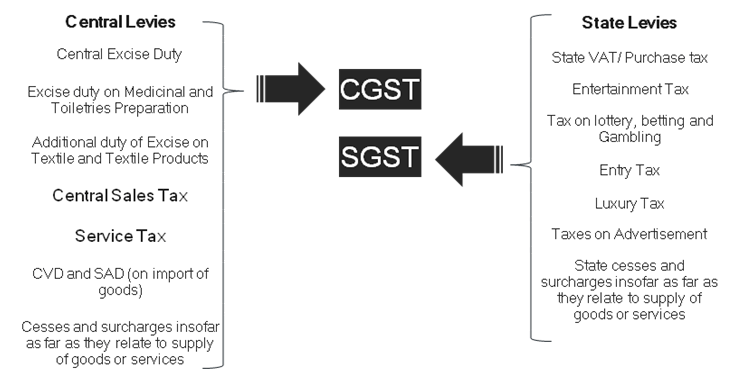 Central Levies
Central Excise Duty
Excise duty on Medicinal and
Toiletries Preparation
Additional duty of Excise on
Textile and Textile Products
Central Sales Tax
Service Tax
CVD and SAD (on import of
goods)
Cesses and surcharges insofar
as far as they relate to supply
of goods or services
CGST
SGST
State Levies
State VAT/ Purchase tax
Entertainment Tax
Tax on lottery, betting and
Gambling
Entry Tax
Luxury Tax
Taxes on Advertisement
State cesses and
surcharges insofar as far as
they relate to supply of
goods or services